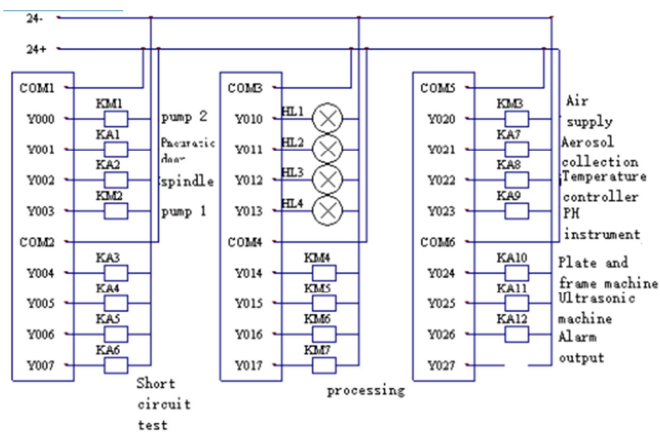 24-
24+
COM1
KM1
Y000
pump 2
KA1
Y001
Pneumatic
door
KA2
Y002
spindle
KM2
Y003
pump 1
COM2
KA3
Y004
KA4
Y005
KA5
Y006
KA6
Y007
Short
circuit
test
COM3
HL1
Y010
HL2
Y011
HL3
Y012
HL4
Y013
COM4
KM4
Y014
KM5
Y015
KM6
Y016
KM7
Y017
processing
COM5
KM3
Y020
KA7
Y021
KA8
Y022
KA9
Y023
COM6
KA10
Y024
KA11
Y025
KA12
Y026
Y027
Air
supply
Aerosol
collection
Temperature
controller
PH
instrument
Plate and
frame machine
Ultrasonic
machine
Alarm
output